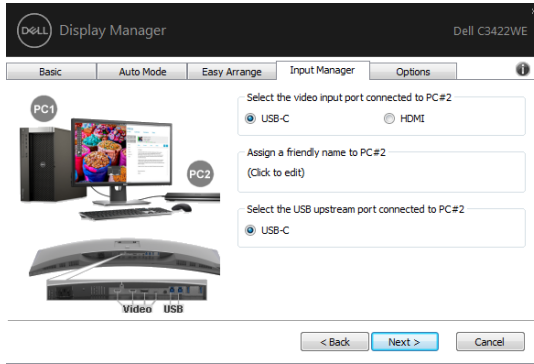 DELL Display Manager
Dell C3422WE
Basic Auto Mode Easy Arrange Input Manager Options
Select the video input port connected to PC#2
USB-C HDMI
Assign a friendly name to PC#2
(Click to edit)
Select the USB upstream port connected to PC#2
USB-C
PC1
PC2
Video USB
< Back Next > Cancel